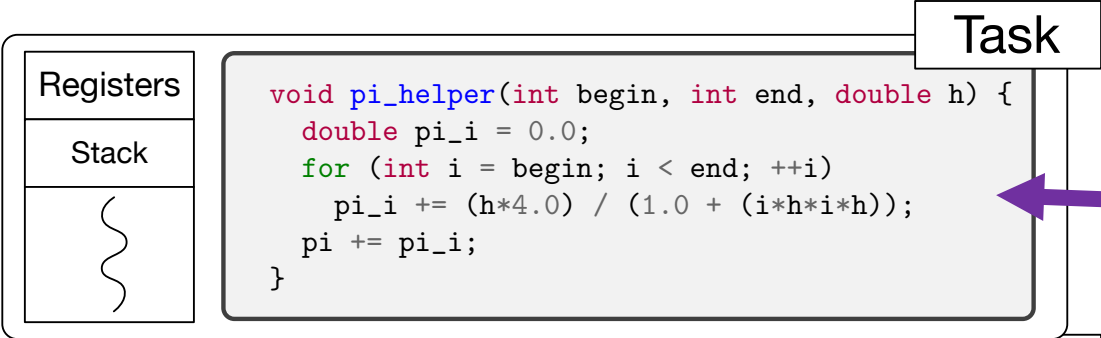 Task
Registers
Stack
void pi_helper(int begin, int end, double h) {
  double pi_i = 0.0;
  for (int i = begin; i < end; ++i)
    pi_i += (h*4.0) / (1.0 + (i*h*i*h));
  pi += pi_i;
}